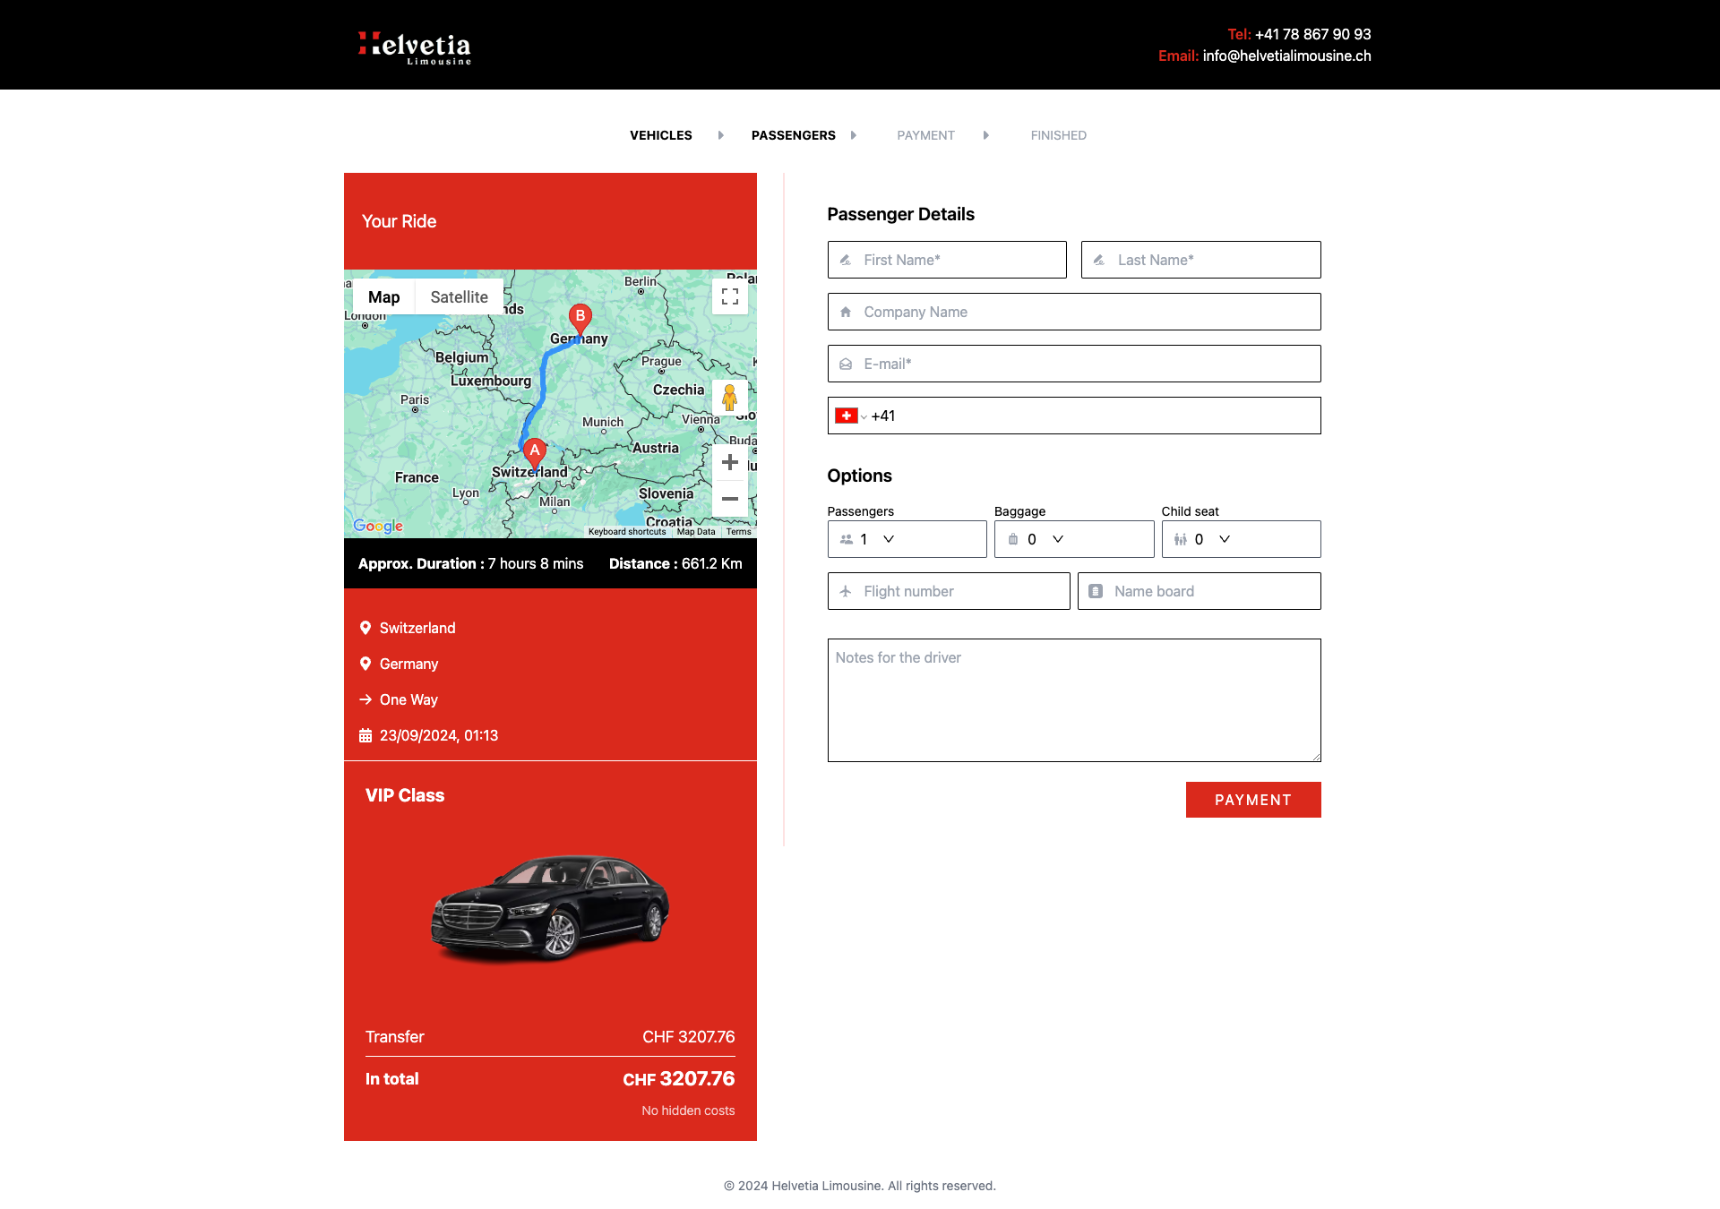 Helvetia
Limousine
Tel: +41 78 867 90 93
Email: info@helvetialimousine.ch
VEHICLES
PASSENGERS
PAYMENT
FINISHED
Your Ride
Map
Satellite
London
Berlin
B
Germany
Belgium
Prague
Luxembourg
Czechia
Paris
Munich
Vienna
A
Austria
Switzerland
France
Lyon
Milan
Slovenia
Croatia
Google
Keyboard shortcuts
Map Data
Terms
Approx. Duration : 7 hours 8 mins
Distance : 661.2 Km
Switzerland
Germany
One Way
23/09/2024, 01:13
VIP Class
Transfer
CHF 3207.76
In total
CHF 3207.76
No hidden costs
Passenger Details
First Name*
Last Name*
Company Name
E-mail*
+41
Options
Passengers
Baggage
Child seat
1
0
0
Flight number
Name board
Notes for the driver
PAYMENT
© 2024 Helvetia Limousine. All rights reserved.